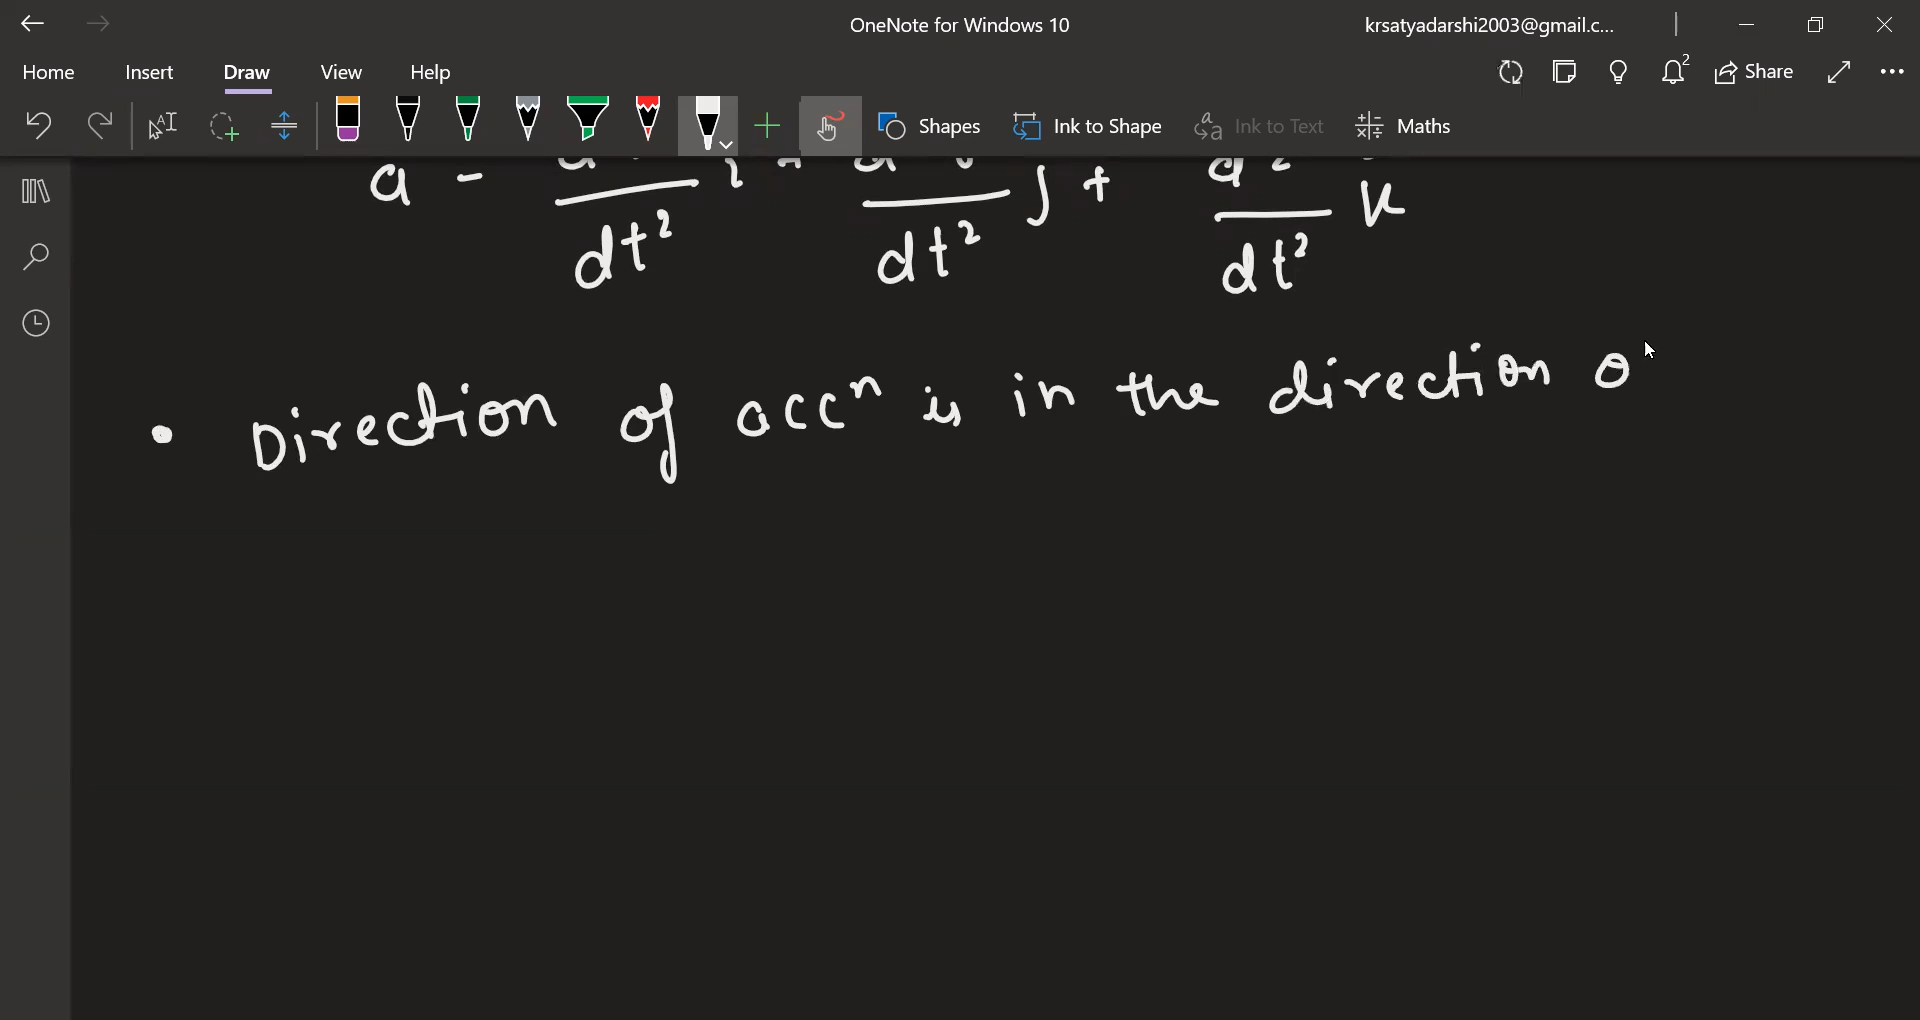 OneNote for Windows 10
krsatyadarshi2003@gmail.c...
Home Insert Draw View Help
2 Share
Shapes Ink to Shape Ink to Text Maths
a - i + j + k
dt² dt² dt²
• Direction of accⁿ is in the direction o